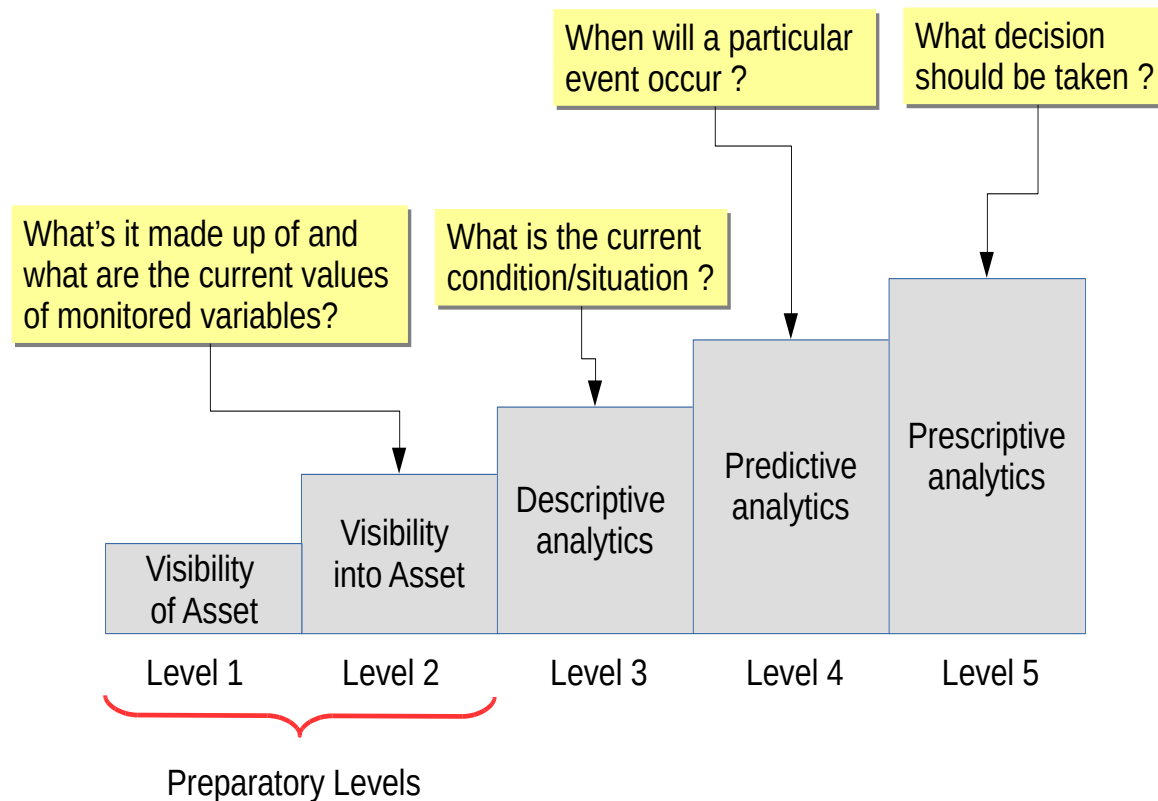 When will a particular
event occur ?
What decision
should be taken ?
What's it made up of and
what are the current values
of monitored variables?
What is the current
condition/situation ?
Visibility
of Asset
Visibility
into Asset
Descriptive
analytics
Predictive
analytics
Prescriptive
analytics
Level 1
Level 2
Level 3
Level 4
Level 5
Preparatory Levels